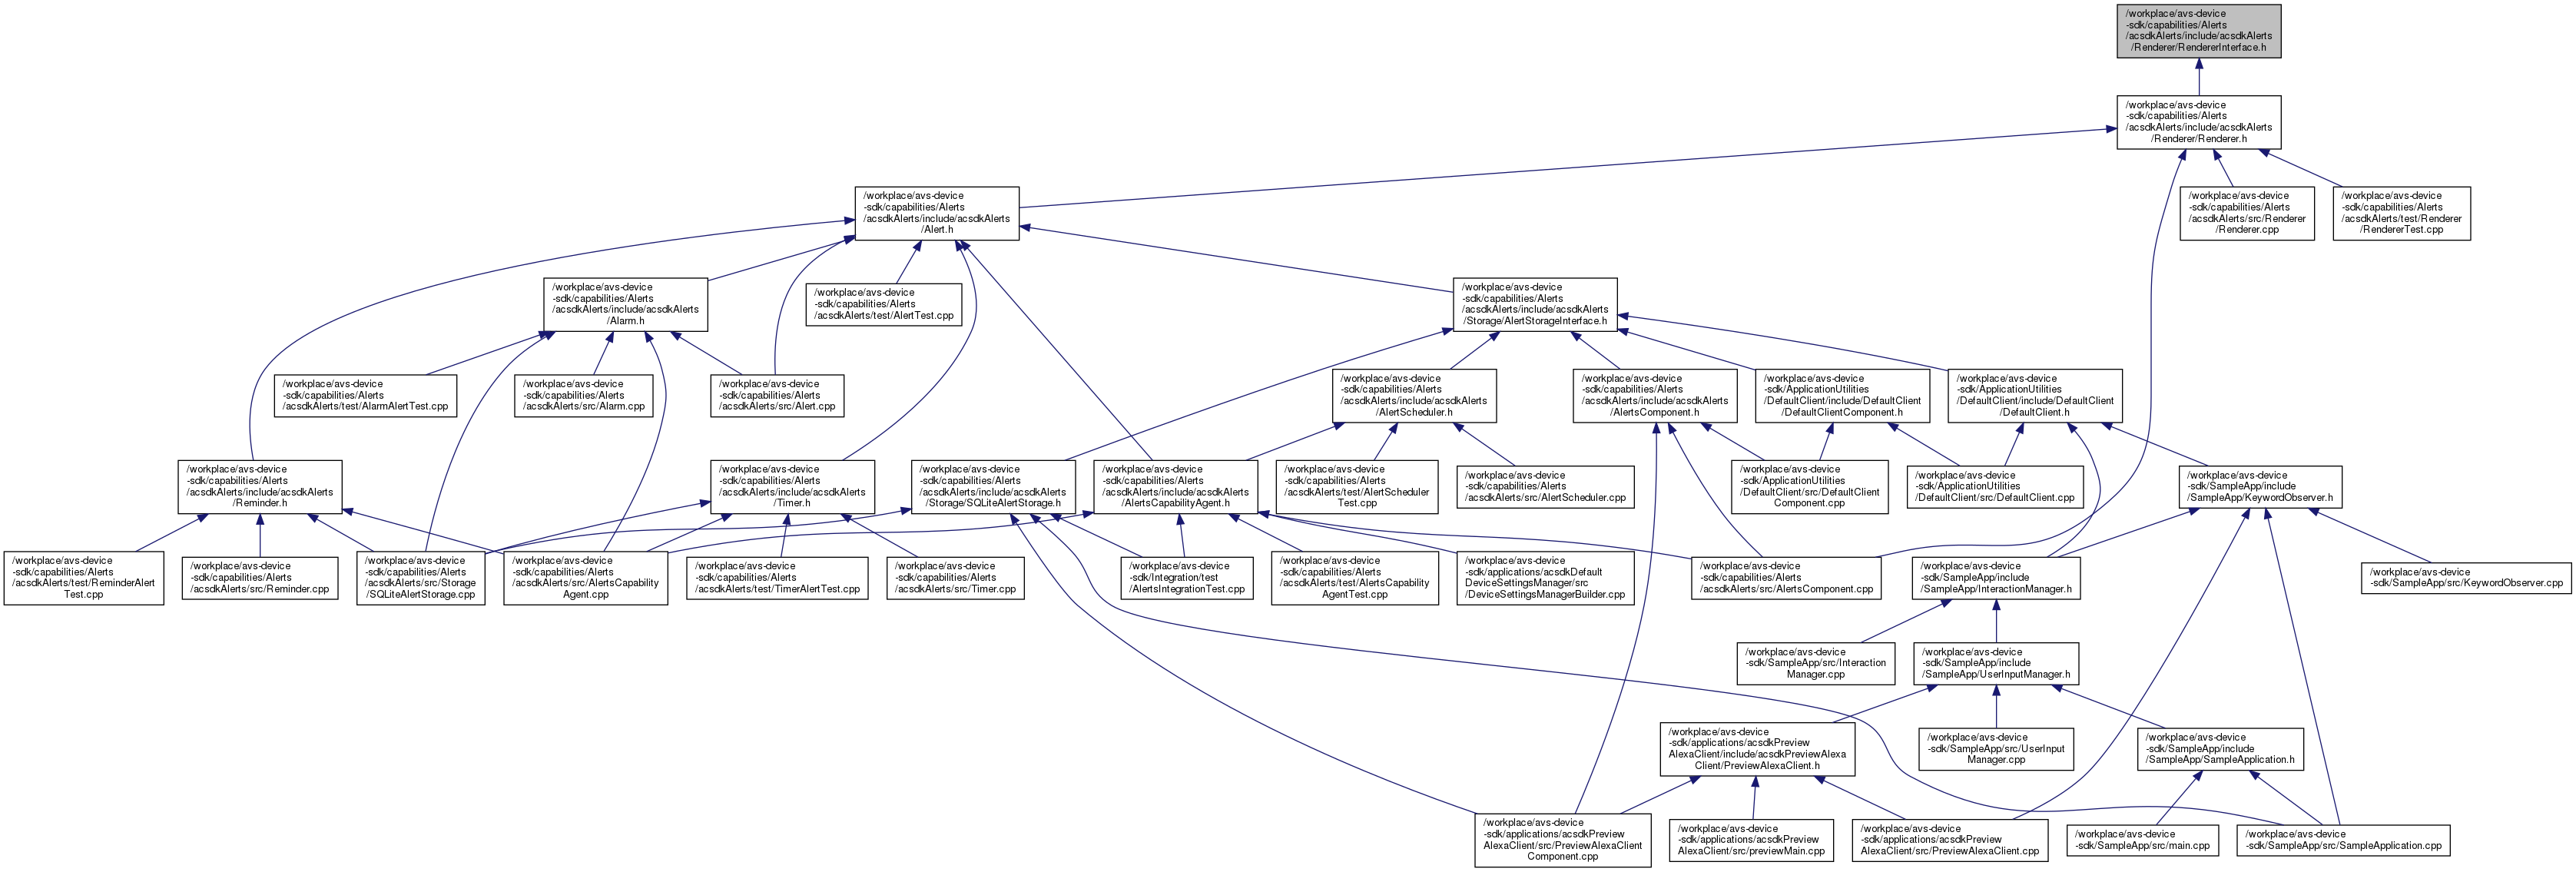 /workplace/avs-device
-sdk/capabilities/Alerts
/acsdkAlerts/include/acsdkAlerts
/Renderer/RendererInterface.h
/workplace/avs-device
-sdk/capabilities/Alerts
/acsdkAlerts/include/acsdkAlerts
/Renderer/Renderer.h
/workplace/avs-device
-sdk/capabilities/Alerts
/acsdkAlerts/include/acsdkAlerts
/Alert.h
/workplace/avs-device
-sdk/capabilities/Alerts
/acsdkAlerts/src/Renderer
/Renderer.cpp
/workplace/avs-device
-sdk/capabilities/Alerts
/acsdkAlerts/test/Renderer
/RendererTest.cpp
/workplace/avs-device
-sdk/capabilities/Alerts
/acsdkAlerts/include/acsdkAlerts
/Alarm.h
/workplace/avs-device
-sdk/capabilities/Alerts
/acsdkAlerts/test/AlertTest.cpp
/workplace/avs-device
-sdk/capabilities/Alerts
/acsdkAlerts/include/acsdkAlerts
/Storage/AlertStorageInterface.h
/workplace/avs-device
-sdk/capabilities/Alerts
/acsdkAlerts/test/AlarmAlertTest.cpp
/workplace/avs-device
-sdk/capabilities/Alerts
/acsdkAlerts/src/Alarm.cpp
/workplace/avs-device
-sdk/capabilities/Alerts
/acsdkAlerts/src/Alert.cpp
/workplace/avs-device
-sdk/capabilities/Alerts
/acsdkAlerts/include/acsdkAlerts
/AlertScheduler.h
/workplace/avs-device
-sdk/capabilities/Alerts
/acsdkAlerts/include/acsdkAlerts
/AlertsComponent.h
/workplace/avs-device
-sdk/ApplicationUtilities
/DefaultClient/include/DefaultClient
/DefaultClientComponent.h
/workplace/avs-device
-sdk/ApplicationUtilities
/DefaultClient/include/DefaultClient
/DefaultClient.h
/workplace/avs-device
-sdk/capabilities/Alerts
/acsdkAlerts/include/acsdkAlerts
/Reminder.h
/workplace/avs-device
-sdk/capabilities/Alerts
/acsdkAlerts/include/acsdkAlerts
/Timer.h
/workplace/avs-device
-sdk/capabilities/Alerts
/acsdkAlerts/include/acsdkAlerts
/Storage/SQLiteAlertStorage.h
/workplace/avs-device
-sdk/capabilities/Alerts
/acsdkAlerts/include/acsdkAlerts
/AlertsCapabilityAgent.h
/workplace/avs-device
-sdk/capabilities/Alerts
/acsdkAlerts/test/AlertScheduler
Test.cpp
/workplace/avs-device
-sdk/capabilities/Alerts
/acsdkAlerts/src/AlertScheduler.cpp
/workplace/avs-device
-sdk/ApplicationUtilities
/DefaultClient/src/DefaultClient
Component.cpp
/workplace/avs-device
-sdk/ApplicationUtilities
/DefaultClient/src/DefaultClient.cpp
/workplace/avs-device
-sdk/SampleApp/include
/SampleApp/KeywordObserver.h
/workplace/avs-device
-sdk/capabilities/Alerts
/acsdkAlerts/test/ReminderAlert
Test.cpp
/workplace/avs-device
-sdk/capabilities/Alerts
/acsdkAlerts/src/Reminder.cpp
/workplace/avs-device
-sdk/capabilities/Alerts
/acsdkAlerts/src/Storage
/SQLiteAlertStorage.cpp
/workplace/avs-device
-sdk/capabilities/Alerts
/acsdkAlerts/src/AlertsCapability
Agent.cpp
/workplace/avs-device
-sdk/capabilities/Alerts
/acsdkAlerts/test/TimerAlertTest.cpp
/workplace/avs-device
-sdk/capabilities/Alerts
/acsdkAlerts/src/Timer.cpp
/workplace/avs-device
-sdk/Integration/test
/AlertsIntegrationTest.cpp
/workplace/avs-device
-sdk/capabilities/Alerts
/acsdkAlerts/test/AlertsCapability
AgentTest.cpp
/workplace/avs-device
-sdk/applications/acsdkDefault
DeviceSettingsManager/src
/DeviceSettingsManagerBuilder.cpp
/workplace/avs-device
-sdk/capabilities/Alerts
/acsdkAlerts/src/AlertsComponent.cpp
/workplace/avs-device
-sdk/SampleApp/include
/SampleApp/InteractionManager.h
/workplace/avs-device
-sdk/SampleApp/src/KeywordObserver.cpp
/workplace/avs-device
-sdk/SampleApp/src/Interaction
Manager.cpp
/workplace/avs-device
-sdk/SampleApp/include
/SampleApp/UserInputManager.h
/workplace/avs-device
-sdk/applications/acsdkPreview
AlexaClient/include/acsdkPreviewAlexa
Client/PreviewAlexaClient.h
/workplace/avs-device
-sdk/SampleApp/src/UserInput
Manager.cpp
/workplace/avs-device
-sdk/SampleApp/include
/SampleApp/SampleApplication.h
/workplace/avs-device
-sdk/applications/acsdkPreview
AlexaClient/src/PreviewAlexaClient
Component.cpp
/workplace/avs-device
-sdk/applications/acsdkPreview
AlexaClient/src/previewMain.cpp
/workplace/avs-device
-sdk/applications/acsdkPreview
AlexaClient/src/PreviewAlexaClient.cpp
/workplace/avs-device
-sdk/SampleApp/src/main.cpp
/workplace/avs-device
-sdk/SampleApp/src/SampleApplication.cpp